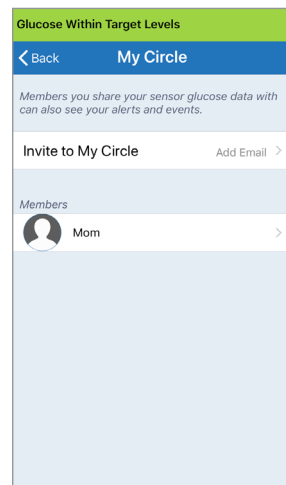 Glucose Within Target Levels
Back My Circle
Members you share your sensor glucose data with
can also see your alerts and events.
Invite to My Circle Add Email
Members
Mom